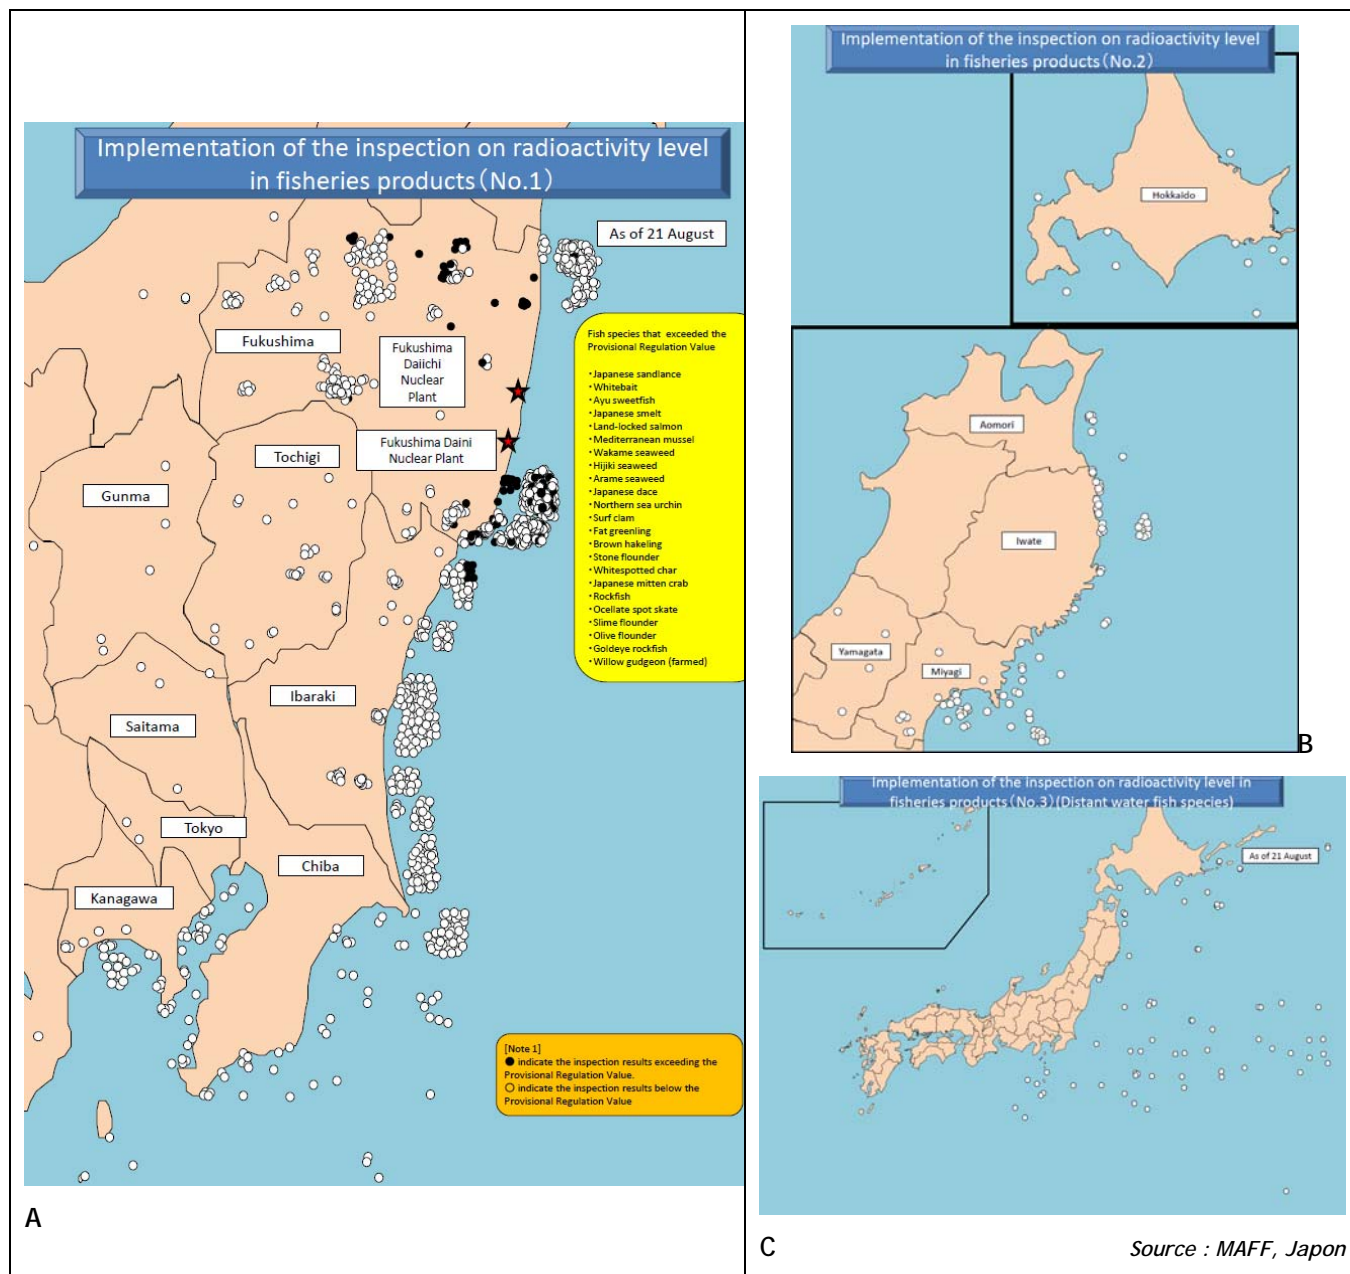 Implementation of the inspection on radioactivity level
in fisheries products(No.1)
As of 21 August
Fukushima
Fukushima
Daiichi
Nuclear
Plant
Fukushima Daini
Nuclear Plant
Tochigi
Gunma
Ibaraki
Saitama
Tokyo
Chiba
Kanagawa
Fish species that exceeded the
Provisional Regulation Value
・Japanese sandlance
・Whitebait
・Ayu sweetfish
・Japanese smelt
・Land-locked salmon
・Mediterranean mussel
・Wakame seaweed
・Hijiki seaweed
・Arame seaweed
・Japanese dace
・Northern sea urchin
・Surf clam
・Fat greenling
・Brown hakeling
・Stone flounder
・Whitespotted char
・Japanese mitten crab
・Rockfish
・Ocellate spot skate
・Slime flounder
・Olive flounder
・Goldeye rockfish
・Willow gudgeon (farmed)
[Note 1]
● indicate the inspection results exceeding the
Provisional Regulation Value.
○ indicate the inspection results below the
Provisional Regulation Value
A
Implementation of the inspection on radioactivity level
in fisheries products(No.2)
Hokkaido
Aomori
Iwate
Yamagata
Miyagi
B
Implementation of the inspection on radioactivity level in
fisheries products(No.3)(Distant water fish species)
As of 21 August
C
Source : MAFF, Japon